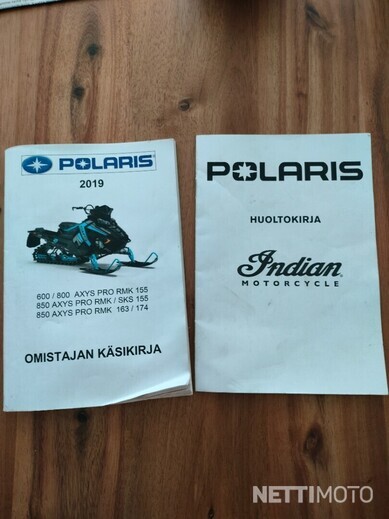 POLARIS
2019
600 / 800 AXYS PRO RMK 155
850 AXYS PRO RMK / SKS 155
850 AXYS PRO RMK 163 / 174
OMISTAJAN KÄSIKIRJA
POLARIS
HUOLTOKIRJA
Indian
MOTORCYCLE
NETTIMOTO